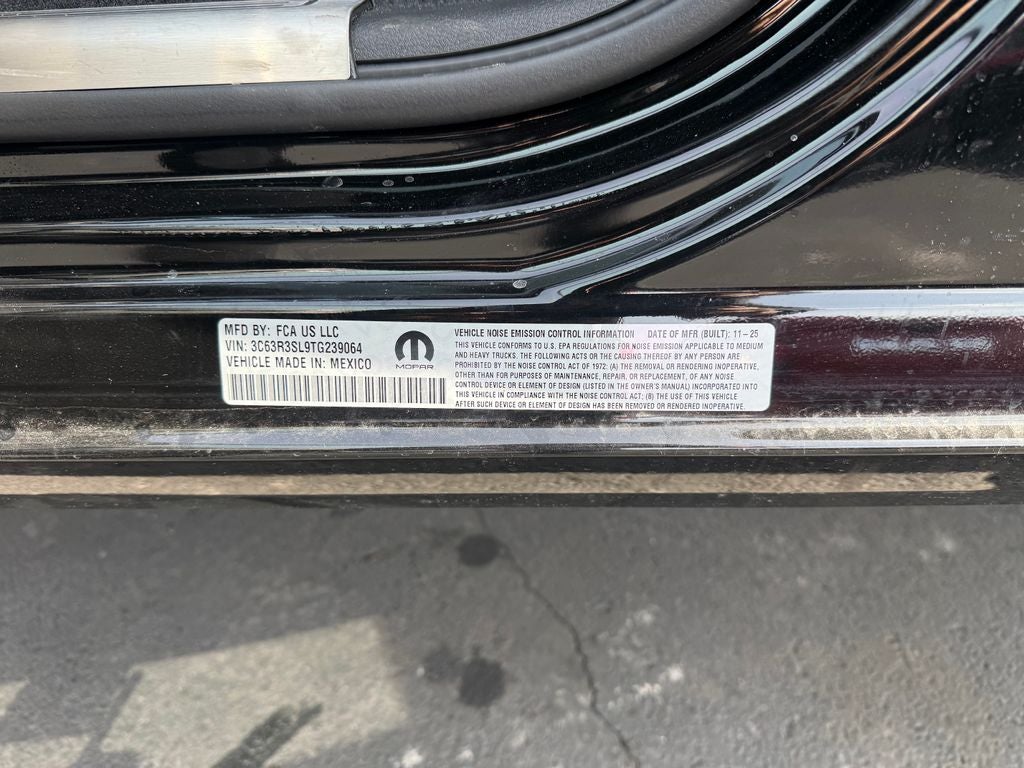 MFD BY: FCA US LLC
VIN: 3C63R3SL9TG239064
VEHICLE MADE IN: MEXICO
MOPAR
VEHICLE NOISE EMISSION CONTROL INFORMATION DATE OF MFR (BUILT): 11-25
THIS VEHICLE CONFORMS TO U.S. EPA REGULATIONS FOR NOISE EMISSION APPLICABLE TO MEDIUM
AND HEAVY TRUCKS. THE FOLLOWING ACTS OR THE CAUSING THEREOF BY ANY PERSON ARE
PROHIBITED BY THE NOISE CONTROL ACT OF 1972: (A) THE REMOVAL OR RENDERING INOPERATIVE,
OTHER THAN FOR PURPOSES OF MAINTENANCE, REPAIR, OR REPLACEMENT, OF ANY NOISE
CONTROL DEVICE OR ELEMENT OF DESIGN (LISTED IN THE OWNER'S MANUAL) INCORPORATED INTO
THIS VEHICLE IN COMPLIANCE WITH THE NOISE CONTROL ACT; (B) THE USE OF THIS VEHICLE
AFTER SUCH DEVICE OR ELEMENT OF DESIGN HAS BEEN REMOVED OR RENDERED INOPERATIVE.